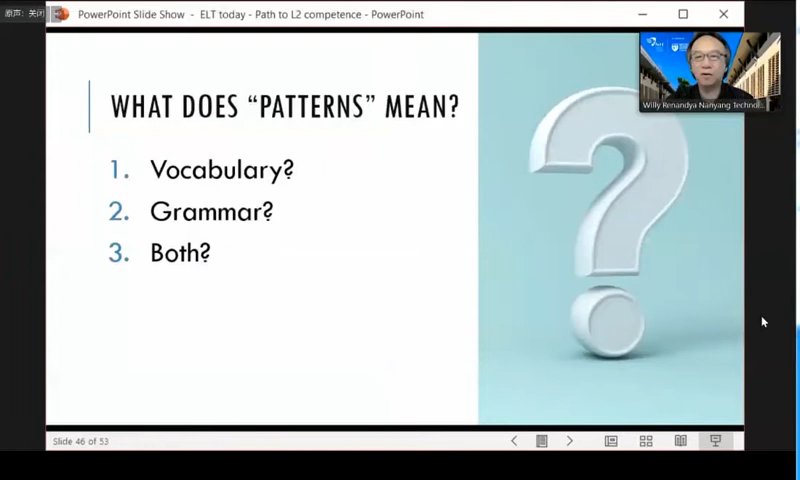 原声: 关闭
PowerPoint Slide Show - ELT today - Path to L2 competence - PowerPoint
WHAT DOES “PATTERNS” MEAN?
1. Vocabulary?
2. Grammar?
3. Both?
Willy Renandya Nanyang Technol...
Slide 46 of 53